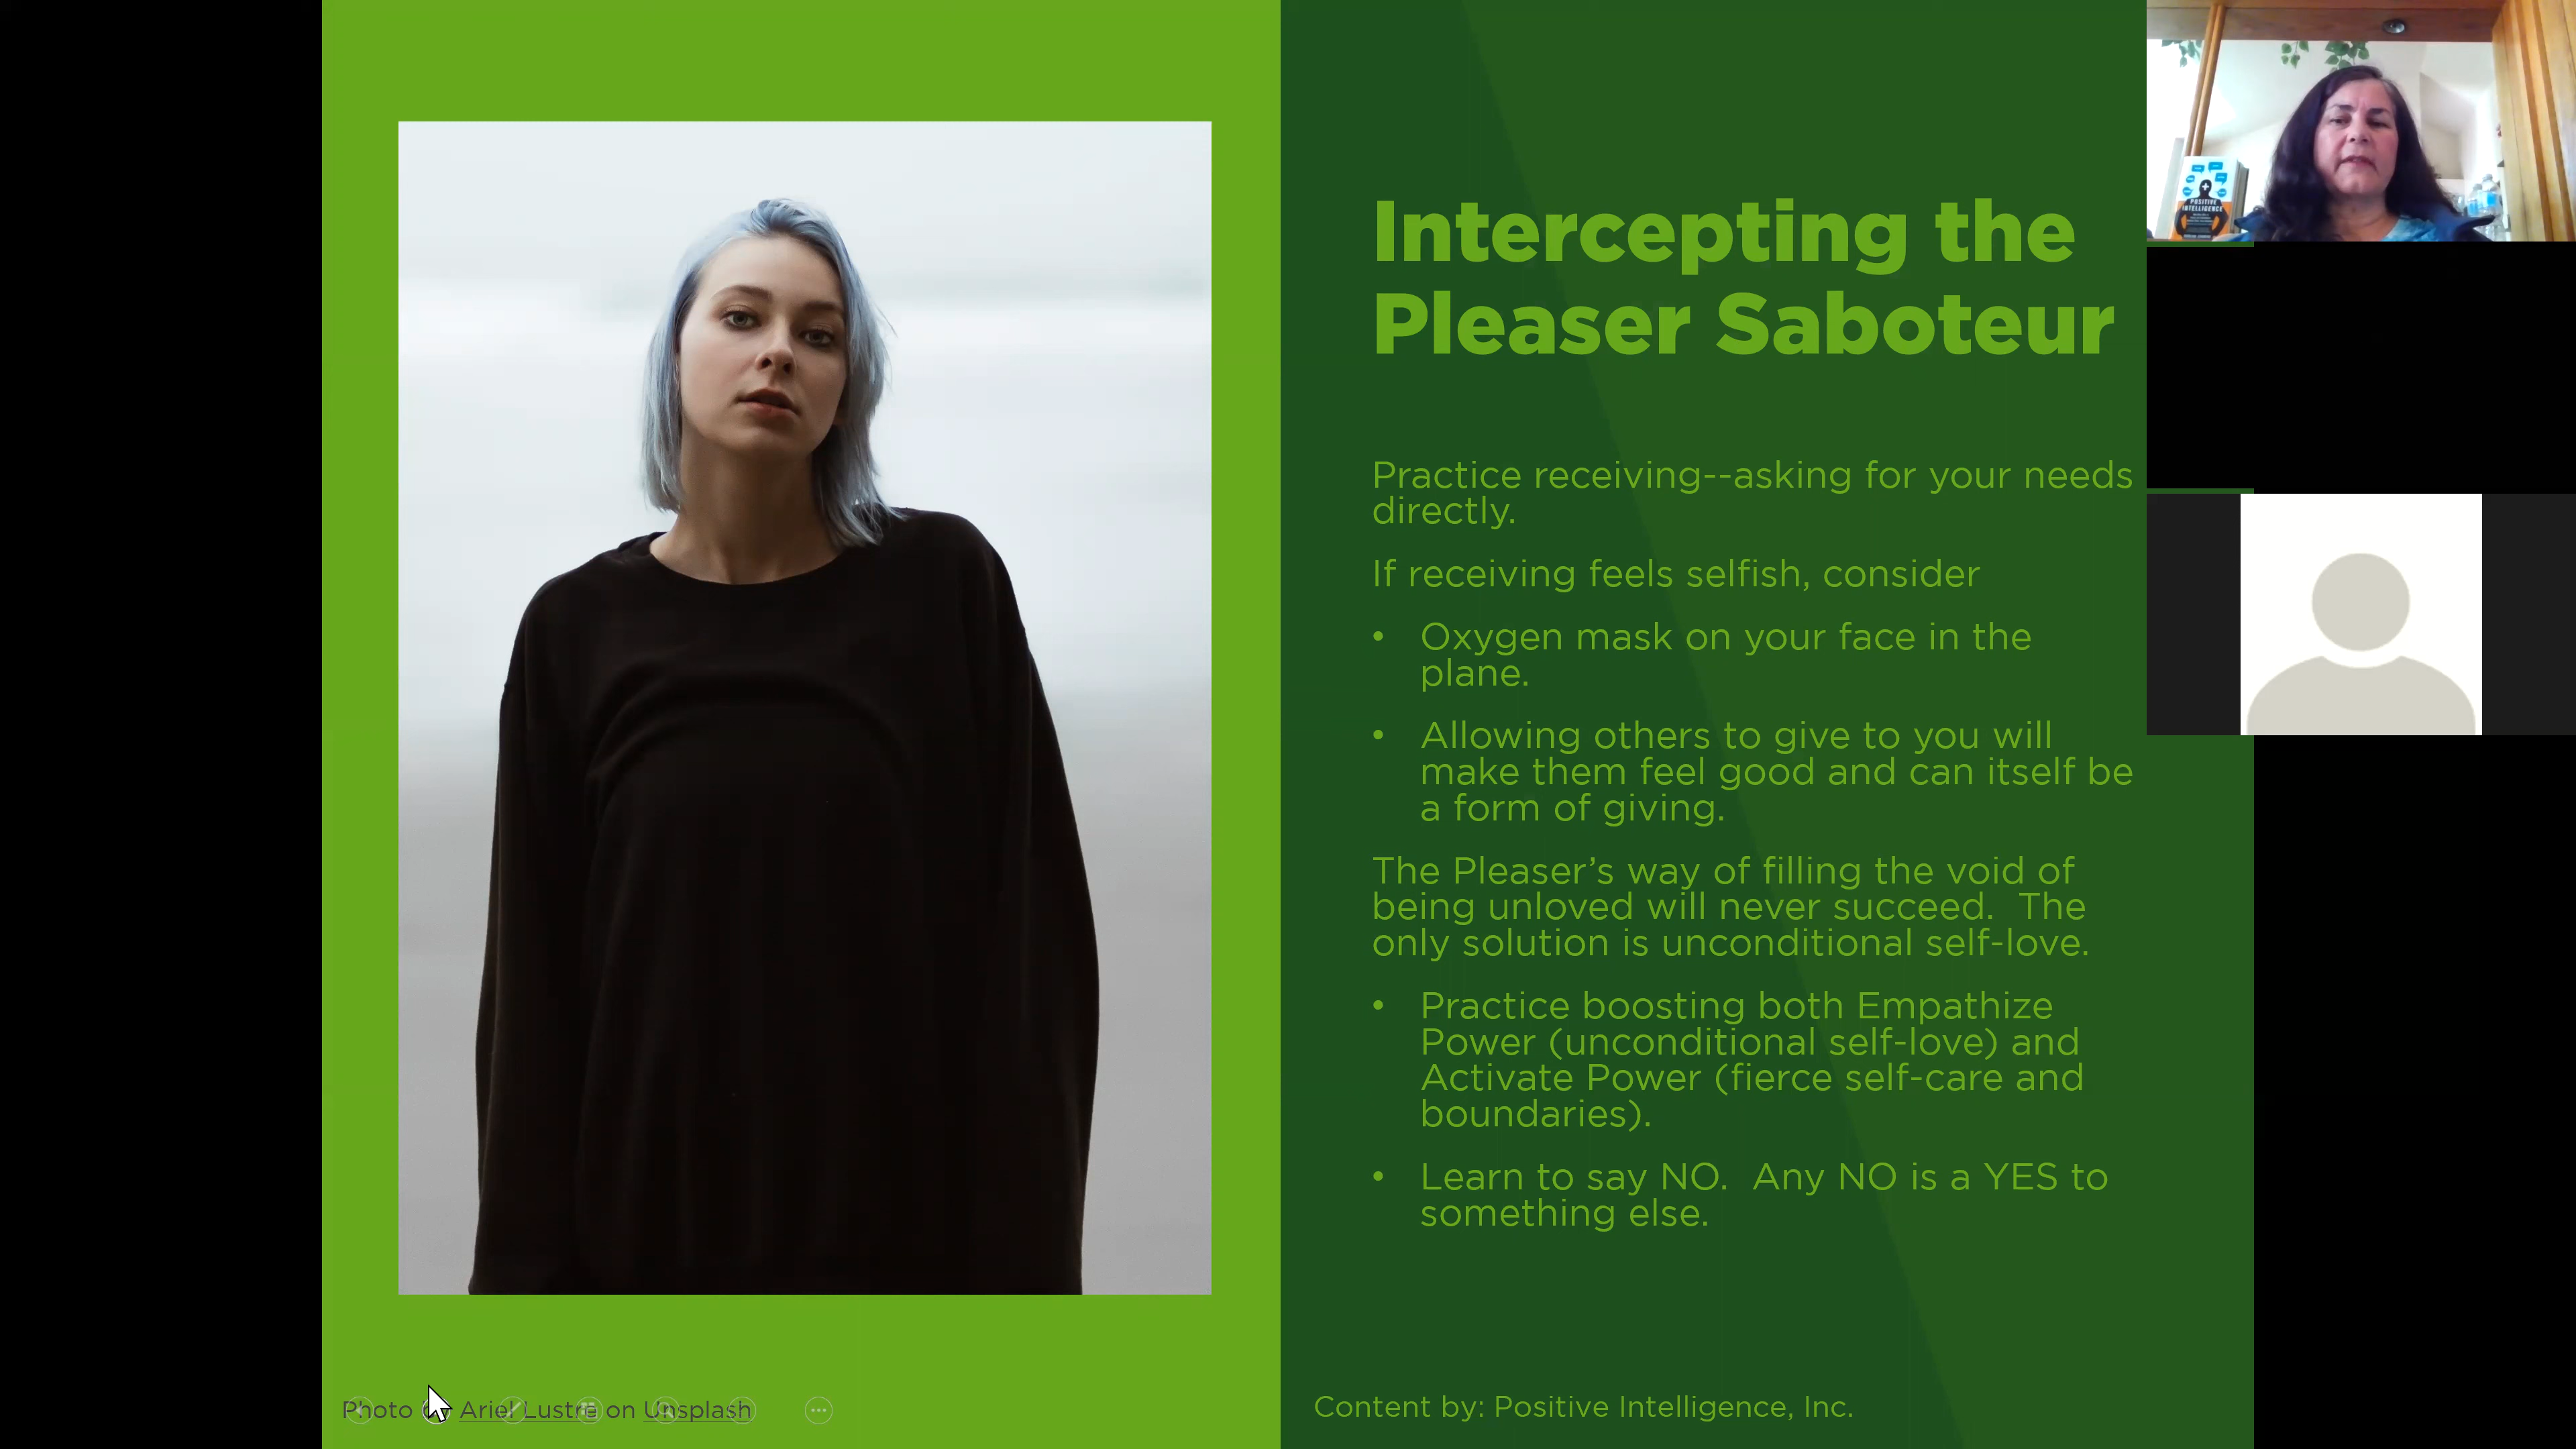 Intercepting the
Pleaser Saboteur
Practice receiving--asking for your needs
directly.
If receiving feels selfish, consider
• Oxygen mask on your face in the
plane.
• Allowing others to give to you will
make them feel good and can itself be
a form of giving.
The Pleaser’s way of filling the void of
being unloved will never succeed.  The
only solution is unconditional self-love.
• Practice boosting both Empathize
Power (unconditional self-love) and
Activate Power (fierce self-care and
boundaries).
• Learn to say NO.  Any NO is a YES to
something else.
Photo by Ariel Lustre on Unsplash
Content by: Positive Intelligence, Inc.
POSITIVE
INTELLIGENCE